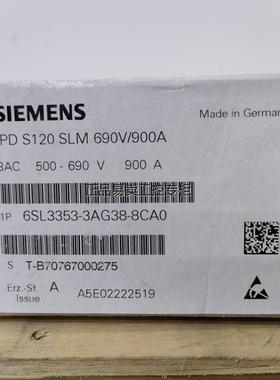 SIEMENS
Made in German
PD S120 SLM 690V/900A
3AC 500 - 690 V 900 A
1P 6SL3353-3AG38-8CA0
S T-B70767000275
Erz.-St. A A5E02222519
Issue